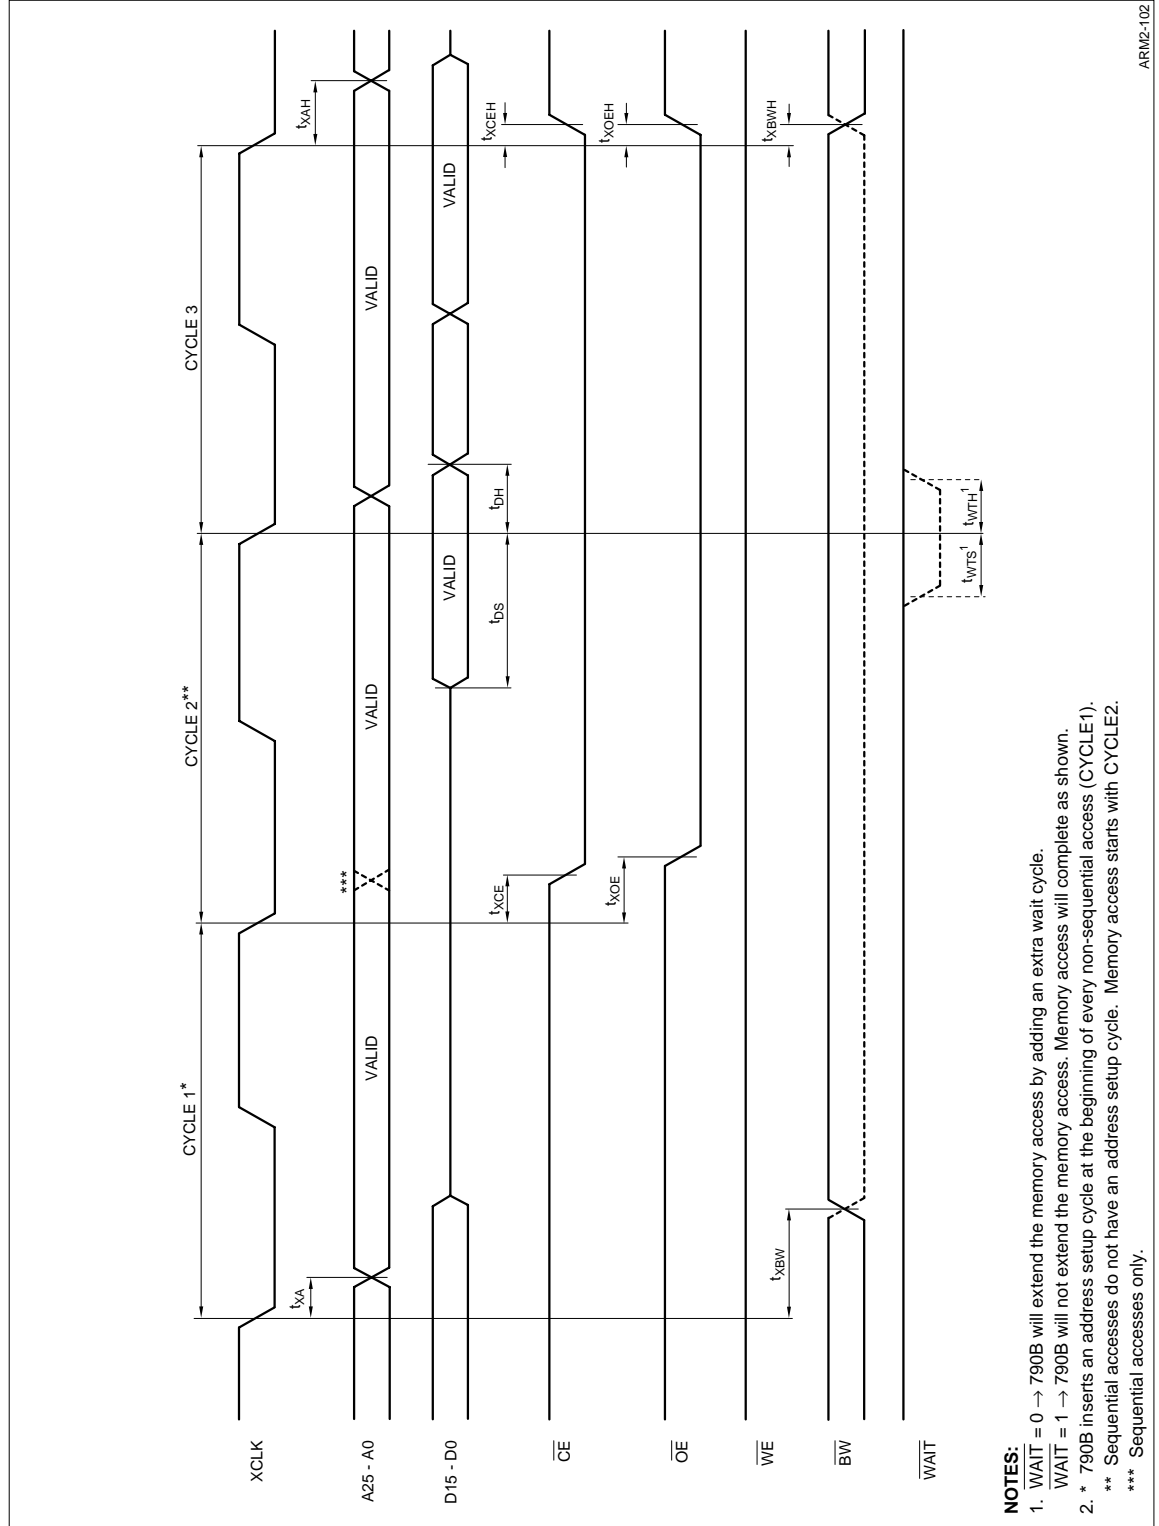 CYCLE 1*
CYCLE 2**
CYCLE 3
XCLK
tXA
***
tXAH
A25 - A0
VALID
VALID
VALID
D15 - D0
VALID
VALID
tDS
tDH
tXCE
tXCEH
CE
tXOE
tXOEH
OE
WE
tXBW
tXBWH
BW
WAIT
tWTS1
tWTH1
NOTES:
1. WAIT = 0 → 790B will extend the memory access by adding an extra wait cycle.
WAIT = 1 → 790B will not extend the memory access. Memory access will complete as shown.
2. * 790B inserts an address setup cycle at the beginning of every non-sequential access (CYCLE1).
** Sequential accesses do not have an address setup cycle. Memory access starts with CYCLE2.
*** Sequential accesses only.
ARM2-102